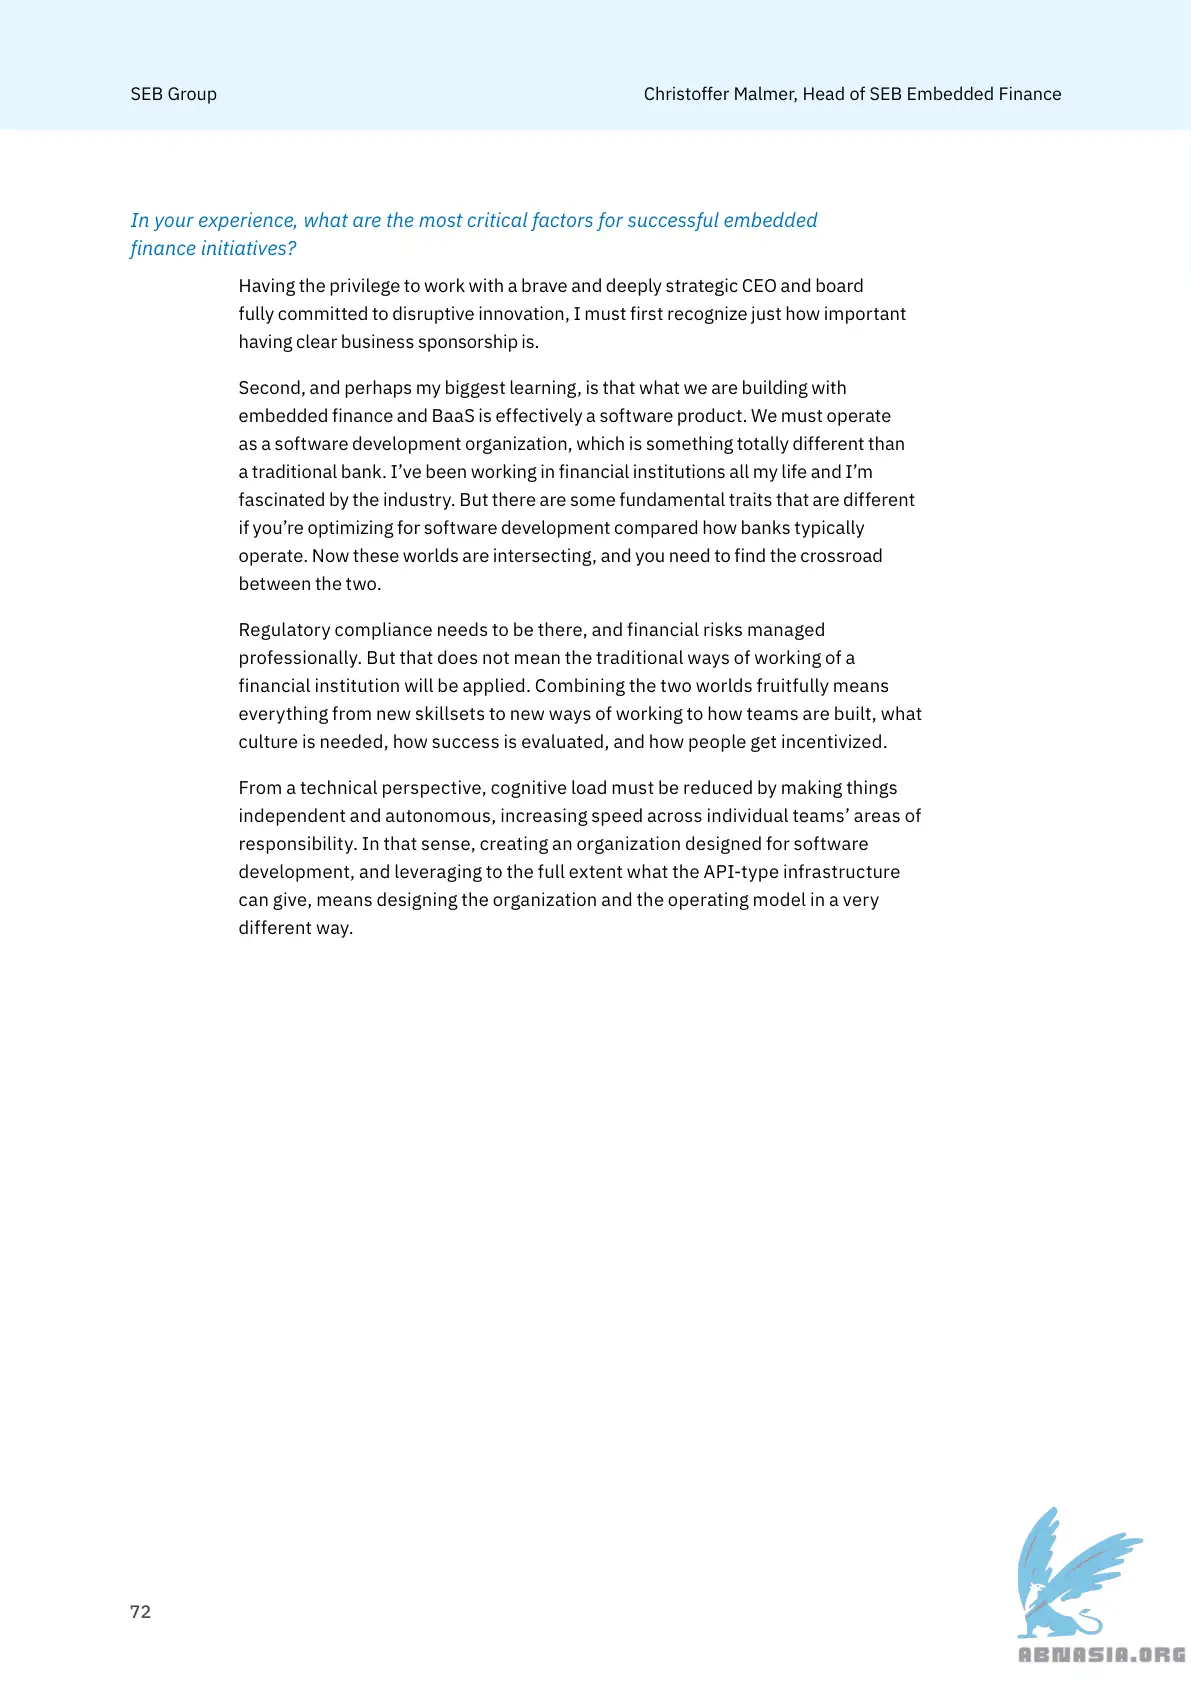 SEB Group
Christoffer Malmer, Head of SEB Embedded Finance
In your experience, what are the most critical factors for successful embedded
finance initiatives?
Having the privilege to work with a brave and deeply strategic CEO and board
fully committed to disruptive innovation, I must first recognize just how important
having clear business sponsorship is.
Second, and perhaps my biggest learning, is that what we are building with
embedded finance and BaaS is effectively a software product. We must operate
as a software development organization, which is something totally different than
a traditional bank. I’ve been working in financial institutions all my life and I’m
fascinated by the industry. But there are some fundamental traits that are different
if you’re optimizing for software development compared how banks typically
operate. Now these worlds are intersecting, and you need to find the crossroad
between the two.
Regulatory compliance needs to be there, and financial risks managed
professionally. But that does not mean the traditional ways of working of a
financial institution will be applied. Combining the two worlds fruitfully means
everything from new skillsets to new ways of working to how teams are built, what
culture is needed, how success is evaluated, and how people get incentivized.
From a technical perspective, cognitive load must be reduced by making things
independent and autonomous, increasing speed across individual teams’ areas of
responsibility. In that sense, creating an organization designed for software
development, and leveraging to the full extent what the API-type infrastructure
can give, means designing the organization and the operating model in a very
different way.
72
ABNASIA.ORG